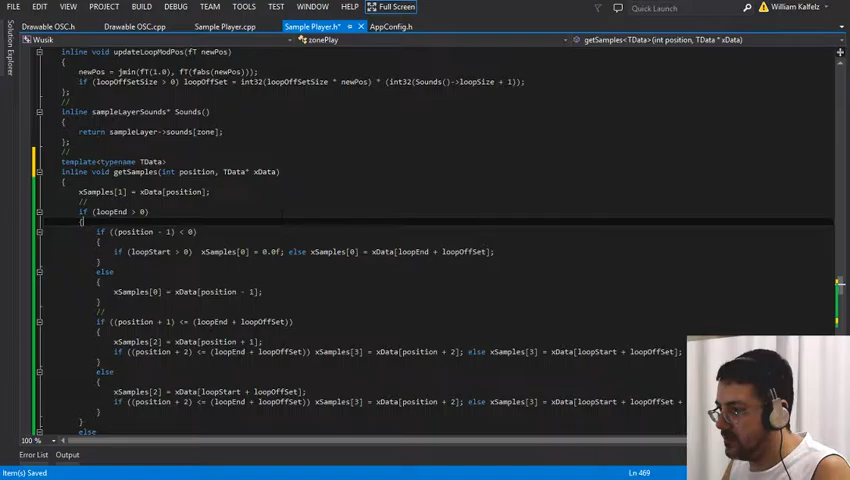 FILE EDIT VIEW PROJECT BUILD DEBUG TEAM TOOLS WINDOW HELP Full Screen Quick Launch William Kalfelz
Drawable OSC.h Drawable OSC.cpp Sample Player.cpp Sample Player.h* AppConfig.h
Solution Explorer
Wusik zonePlay getSamples<TData>(int position, TData * xData)
inline void updateLoopModPos(fT newPos)
{
newPos = jmin(fT(1.0), fT(fabs(newPos)));
if (loopOffSetSize > 0) loopOffSet = int32(loopOffSetSize * newPos) * (int32(Sounds()->loopSize + 1));
};
//
inline sampleLayerSounds* Sounds()
{
return sampleLayer->sounds[zone];
};
//
template<typename TData>
inline void getSamples(int position, TData* xData)
{
xSamples[1] = xData[position];
//
if (loopEnd > 0)
{
if ((position - 1) < 0)
{
if (loopStart > 0) xSamples[0] = 0.0f; else xSamples[0] = xData[loopEnd + loopOffSet];
}
else
{
xSamples[0] = xData[position - 1];
}
//
if ((position + 1) <= (loopEnd + loopOffSet))
{
xSamples[2] = xData[position + 1];
if ((position + 2) <= (loopEnd + loopOffSet)) xSamples[3] = xData[position + 2]; else xSamples[3] = xData[loopStart + loopOffSet];
}
else
{
xSamples[2] = xData[loopStart + loopOffSet];
if ((position + 2) <= (loopEnd + loopOffSet)) xSamples[3] = xData[position + 2]; else xSamples[3] = xData[loopStart + loopOffSet +
}
}
else
100 %
Error List Output
Item(s) Saved Ln 469